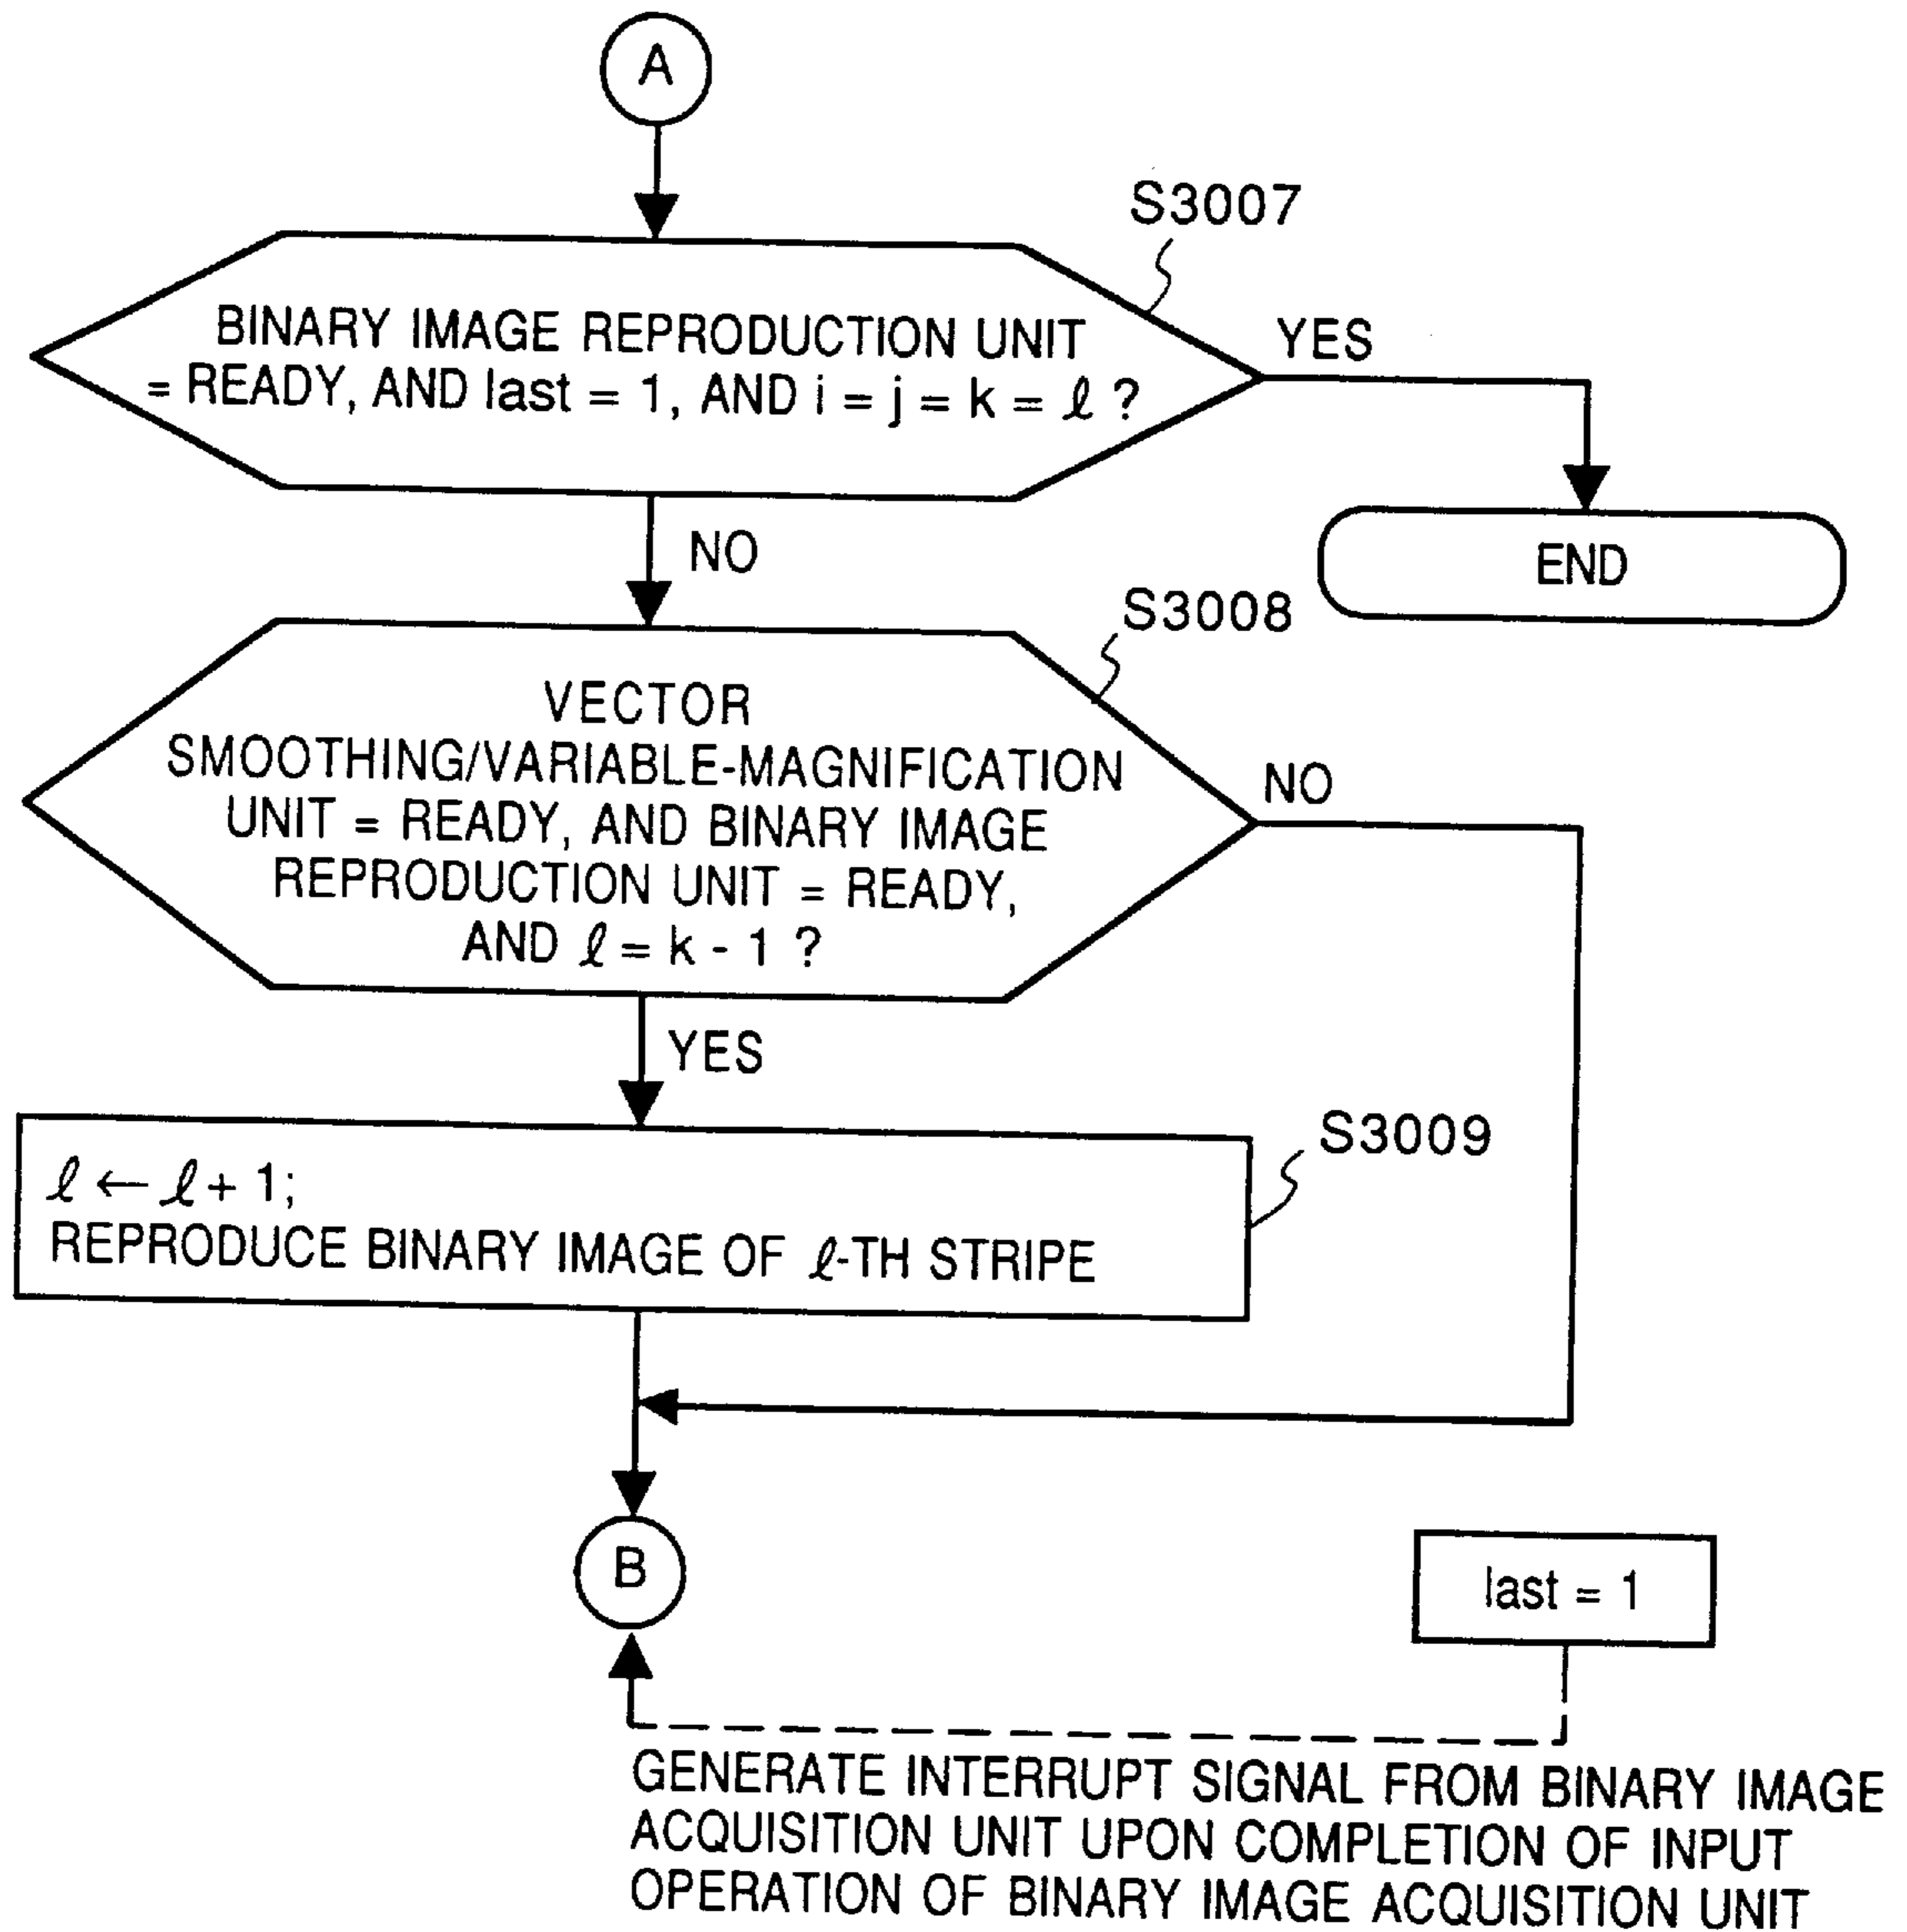 A
S3007
BINARY IMAGE REPRODUCTION UNIT
= READY, AND last = 1, AND i = j = k = ℓ ?
YES
NO
END
S3008
VECTOR
SMOOTHING/VARIABLE-MAGNIFICATION
UNIT = READY, AND BINARY IMAGE
REPRODUCTION UNIT = READY,
AND ℓ = k - 1 ?
NO
YES
S3009
ℓ ← ℓ + 1;
REPRODUCE BINARY IMAGE OF ℓ-TH STRIPE
B
last = 1
GENERATE INTERRUPT SIGNAL FROM BINARY IMAGE
ACQUISITION UNIT UPON COMPLETION OF INPUT
OPERATION OF BINARY IMAGE ACQUISITION UNIT